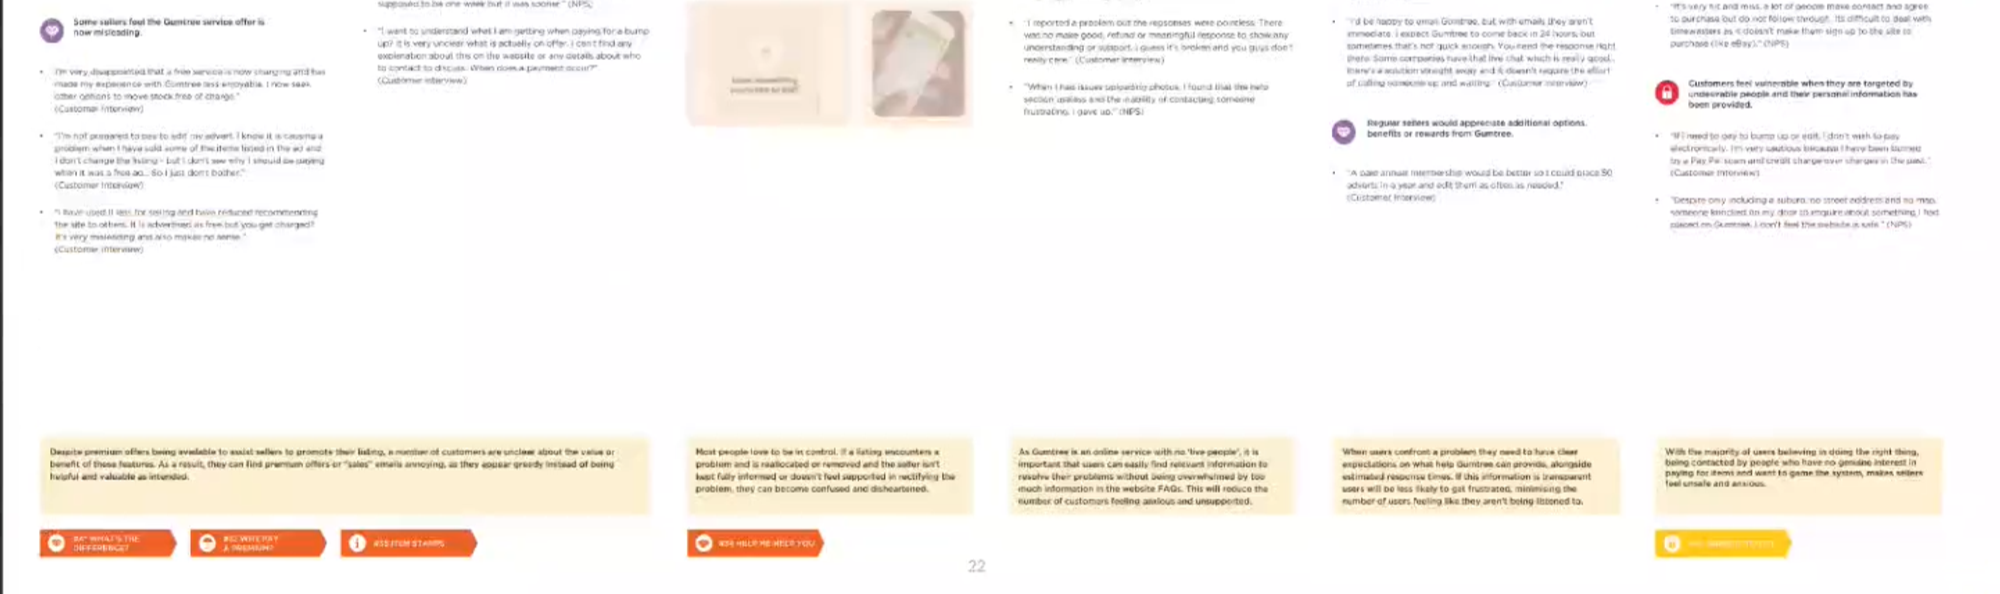 supposed to be one week but it was sooner" (NPS)
Some sellers feel the Gumtree service offer is
now misleading.
• I'm very disappointed that a free service is now charging and has
made my experience with Gumtree less enjoyable. I now seek
other options to move stock free of charge."
(Customer Interview)
• "I'm not prepared to pay to edit my advert. I know it is causing a
problem when I have sold some of the items listed in the ad and
I don't change the listing - but I don't see why I should be paying
when it was a free ad.. So I just don't bother."
(Customer Interview)
• "I have used it less for selling and have reduced recommending
the site to others. It is advertised as free but you get charged?
It's very misleading and also makes no sense."
(Customer Interview)
• "I want to understand what I am getting when paying for a bump
up? It is very unclear what is actually on offer. I can't find any
explanation about this on the website or any details about who
to contact to discuss. When does a payment occur?"
(Customer Interview)
• "I reported a problem but the responses were pointless. There
was no make good, refund or meaningful response to show any
understanding or support. I guess it's broken and you guys don't
really care." (Customer Interview)
• "When I has issues uploading photos, I found that the help
section useless and the inability of contacting someone
frustrating. I gave up." (NPS)
• "I'd be happy to email Gumtree, but with emails they aren't
immediate. I expect Gumtree to come back in 24 hours, but
sometimes that's not quick enough. You need the response right
there. Some companies have that live chat which is really good,
there's a solution straight away and it doesn't require the effort
of calling someone up and waiting." (Customer Interview)
Regular sellers would appreciate additional options,
benefits or rewards from Gumtree.
• "A paid annual membership would be better so I could place 50
adverts in a year and edit them as often as needed."
(Customer Interview)
• "It's very hit and miss, a lot of people make contact and agree
to purchase but do not follow through. Its difficult to deal with
timewasters as it doesn't make them sign up to the site to
purchase (like eBay)." (NPS)
Customers feel vulnerable when they are targeted by
undesirable people and their personal information has
been provided.
• "If I need to pay to bump up or edit, I don't wish to pay
electronically. I'm very cautious because I have been burned
by a Pay Pal scam and credit charge over charges in the past."
(Customer Interview)
• "Despite only including a suburb, no street address and no map,
someone knocked on my door to enquire about something I had
placed on Gumtree. I don't feel the website is safe." (NPS)
Despite premium offers being available to assist sellers to promote their listing, a number of customers are unclear about the value or
benefit of these features. As a result, they can find premium offers or "sales" emails annoying, as they appear greedy instead of being
helpful and valuable as intended.
Most people love to be in control. If a listing encounters a
problem and is reallocated or removed and the seller isn't
kept fully informed or doesn't feel supported in rectifying the
problem, they can become confused and disheartened.
As Gumtree is an online service with no 'live people', it is
important that users can easily find relevant information to
resolve their problems without being overwhelmed by too
much information in the website FAQs. This will reduce the
number of customers feeling anxious and unsupported.
When users confront a problem they need to have clear
expectations on what help Gumtree can provide, alongside
estimated response times. If this information is transparent
users will be less likely to get frustrated, minimising the
number of users feeling like they aren't being listened to.
With the majority of users believing in doing the right thing,
being contacted by people who have no genuine interest in
paying for items and want to game the system, makes sellers
feel unsafe and anxious.
WHAT'S THE
DIFFERENCE?
WHY PAY
A PREMIUM?
ITEM STAMPS
HELP ME HELP YOU
22